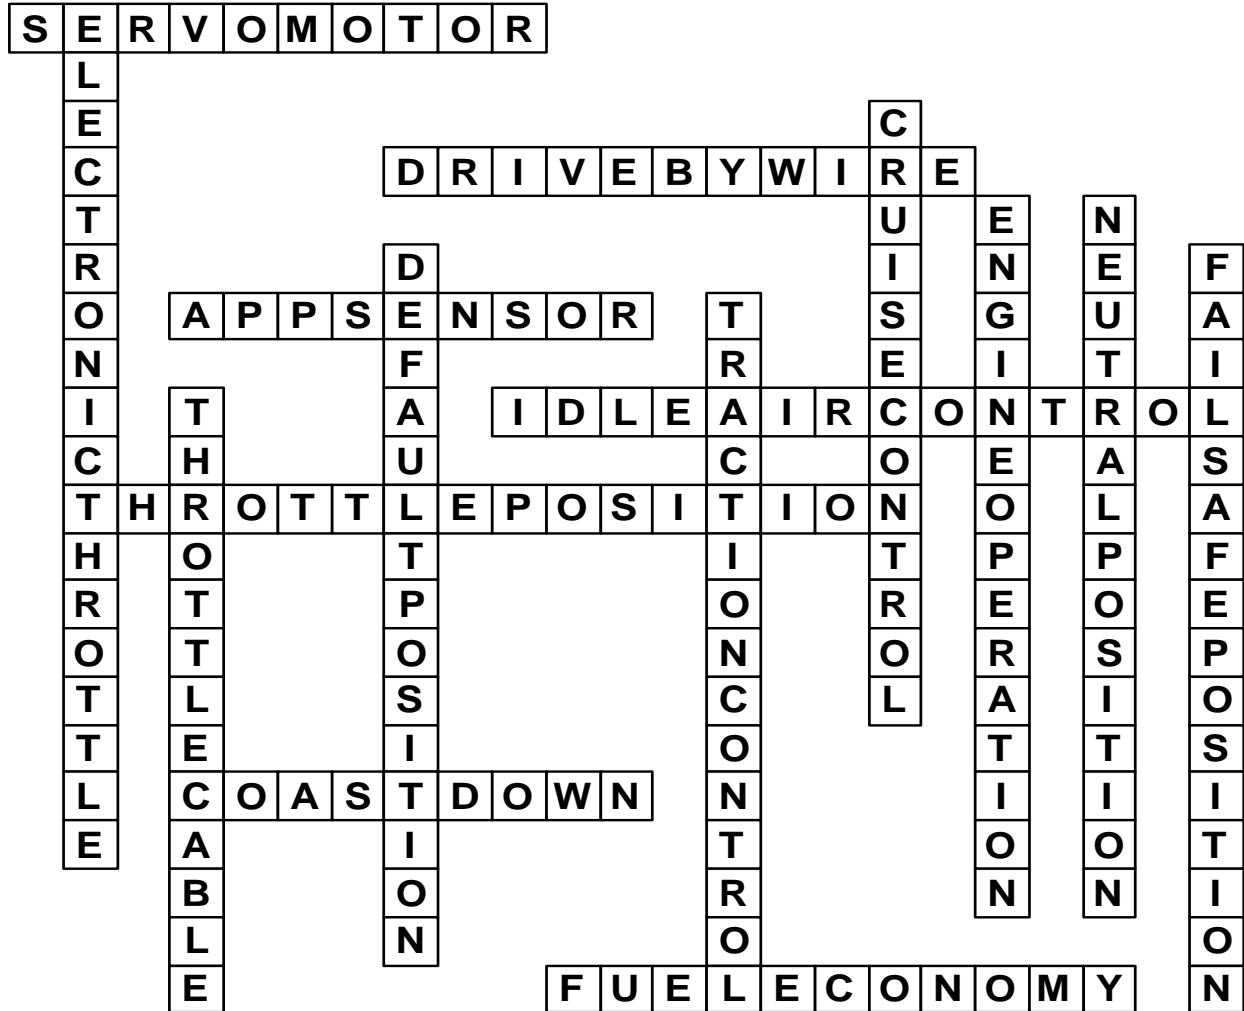 SERVOMOTOR
ELECTRONICTHROTTLE
CRUISECONTROL
DRIVEBYWIRE
ENGINEOPERATION
NEUTRALPOSITION
DEFAULTPOSITION
FAILSAFEPOSITION
APPSENSOR
TRACTIONCONTROL
THROTTLECABLE
IDLEAIRCONTROL
THROTTLEPOSITION
COASTDOWN
FUELECONOMY